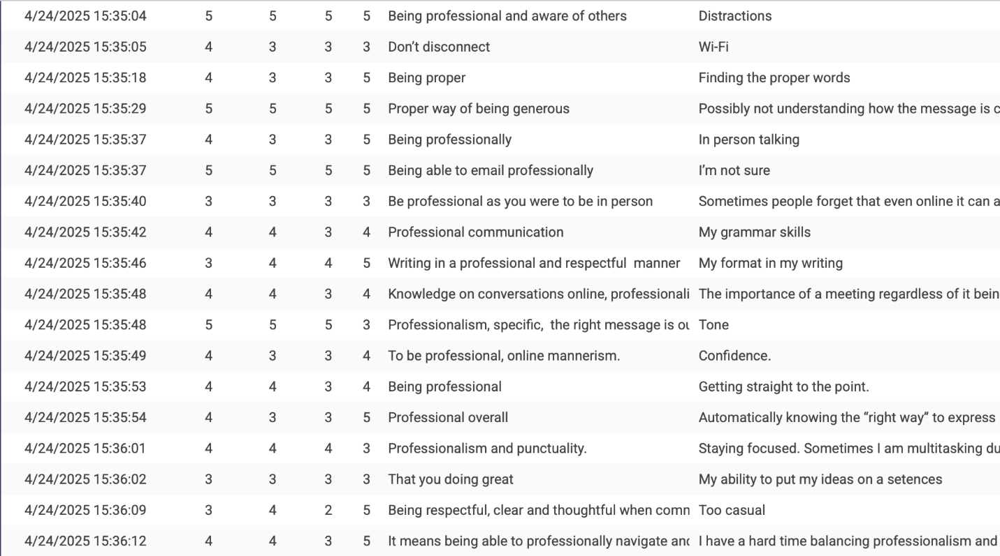 4/24/2025 15:35:04 5 5 5 5 Being professional and aware of others Distractions
4/24/2025 15:35:05 4 3 3 3 Don’t disconnect Wi-Fi
4/24/2025 15:35:18 4 3 3 5 Being proper Finding the proper words
4/24/2025 15:35:29 5 5 5 5 Proper way of being generous Possibly not understanding how the message is c
4/24/2025 15:35:37 4 3 3 5 Being professionally In person talking
4/24/2025 15:35:37 5 5 5 5 Being able to email professionally I’m not sure
4/24/2025 15:35:40 3 3 3 3 Be professional as you were to be in person Sometimes people forget that even online it can a
4/24/2025 15:35:42 4 4 3 4 Professional communication My grammar skills
4/24/2025 15:35:46 3 4 4 5 Writing in a professional and respectful  manner My format in my writing
4/24/2025 15:35:48 4 4 3 4 Knowledge on conversations online, professionali The importance of a meeting regardless of it bein
4/24/2025 15:35:48 5 5 5 3 Professionalism, specific,  the right message is ou Tone
4/24/2025 15:35:49 4 3 3 4 To be professional, online mannerism. Confidence.
4/24/2025 15:35:53 4 4 3 4 Being professional Getting straight to the point.
4/24/2025 15:35:54 4 3 3 5 Professional overall Automatically knowing the “right way” to express
4/24/2025 15:36:01 4 4 4 3 Professionalism and punctuality. Staying focused. Sometimes I am multitasking du
4/24/2025 15:36:02 3 3 3 3 That you doing great My ability to put my ideas on a setences
4/24/2025 15:36:09 3 4 2 5 Being respectful, clear and thoughtful when comn Too casual
4/24/2025 15:36:12 4 4 3 5 It means being able to professionally navigate and I have a hard time balancing professionalism and